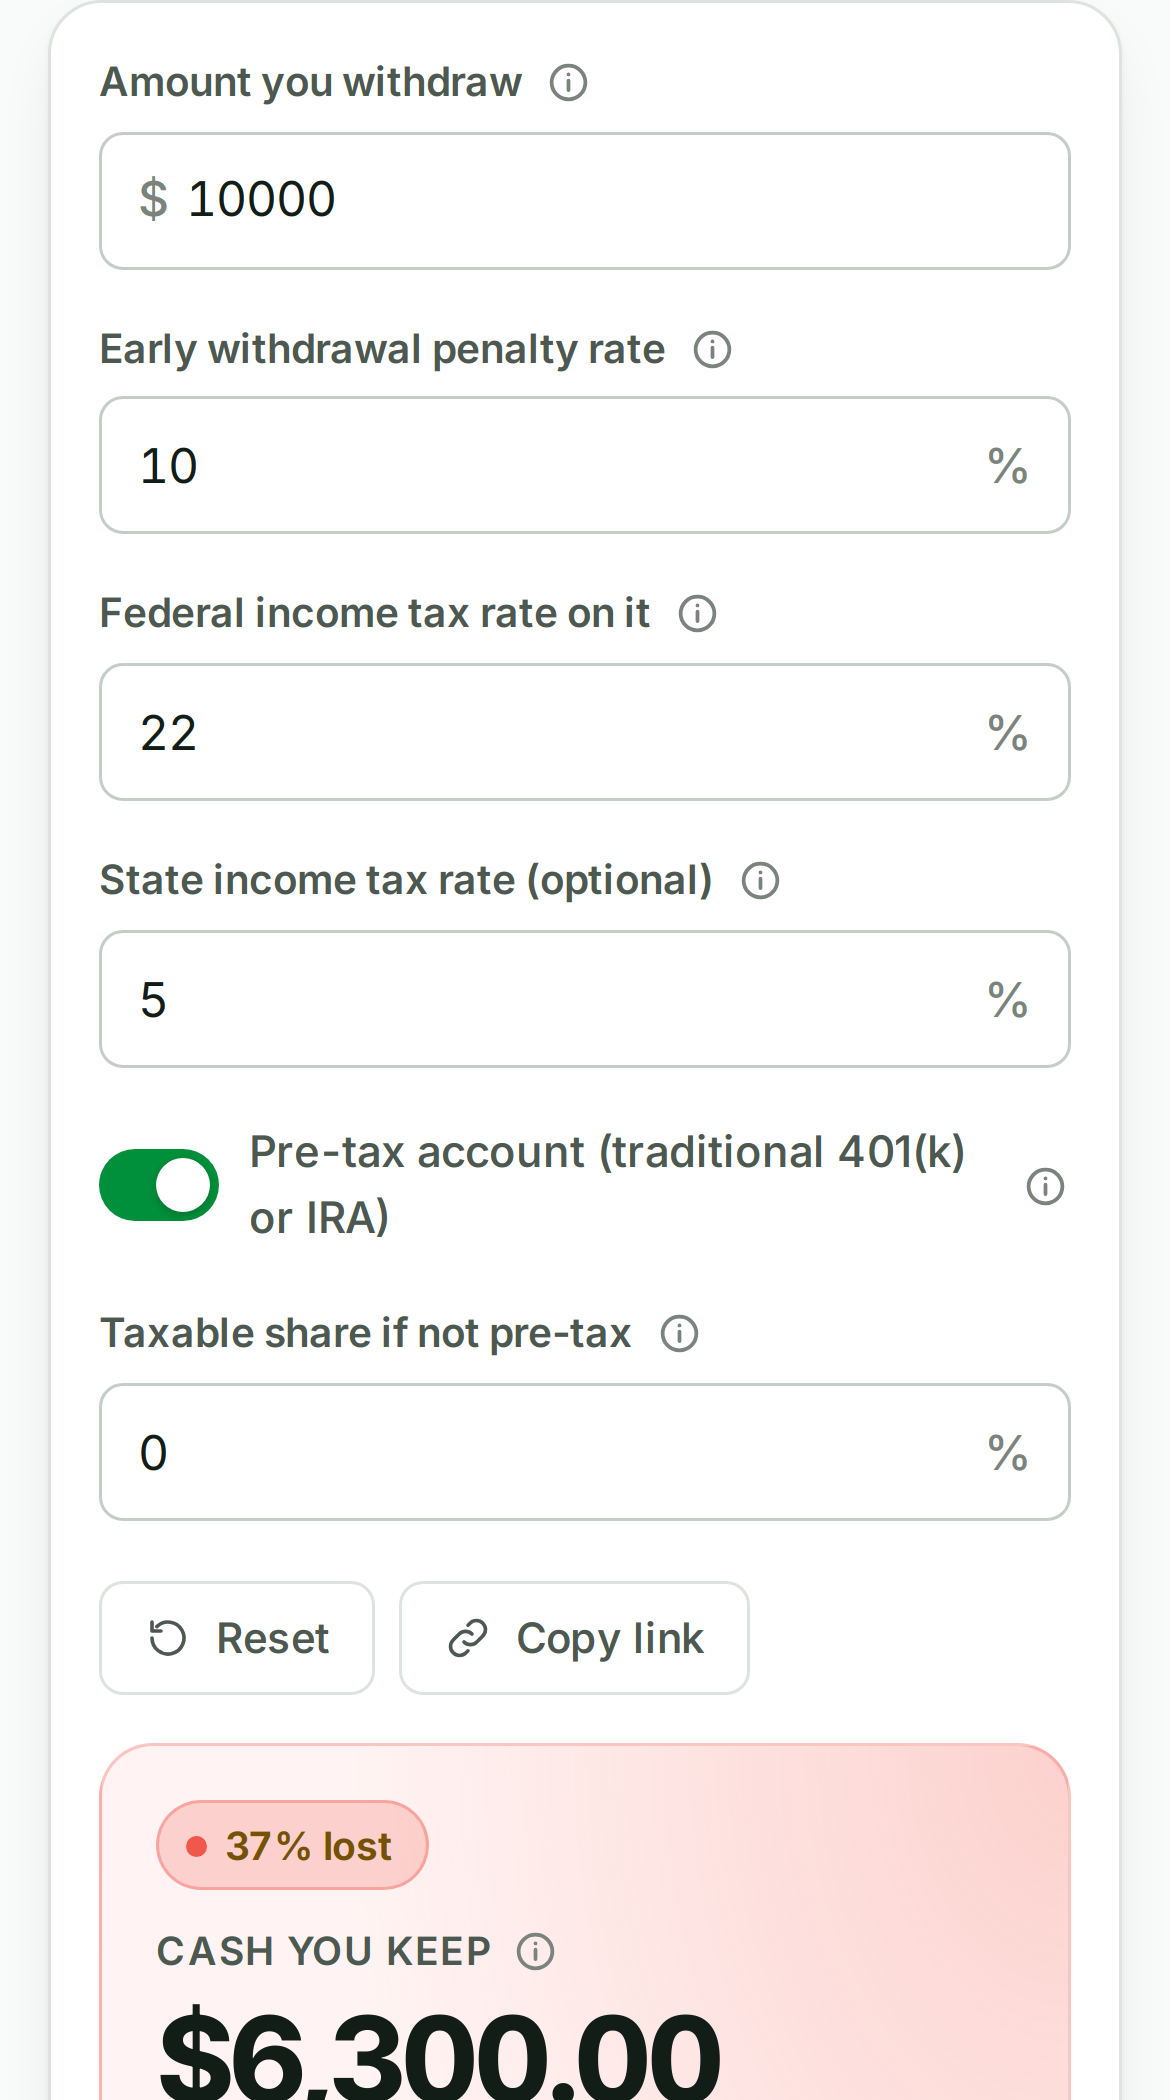 Amount you withdraw
$ 10000
Early withdrawal penalty rate
10 %
Federal income tax rate on it
22 %
State income tax rate (optional)
5 %
Pre-tax account (traditional 401(k)
or IRA)
Taxable share if not pre-tax
0 %
Reset Copy link
37% lost
CASH YOU KEEP
$6,300.00